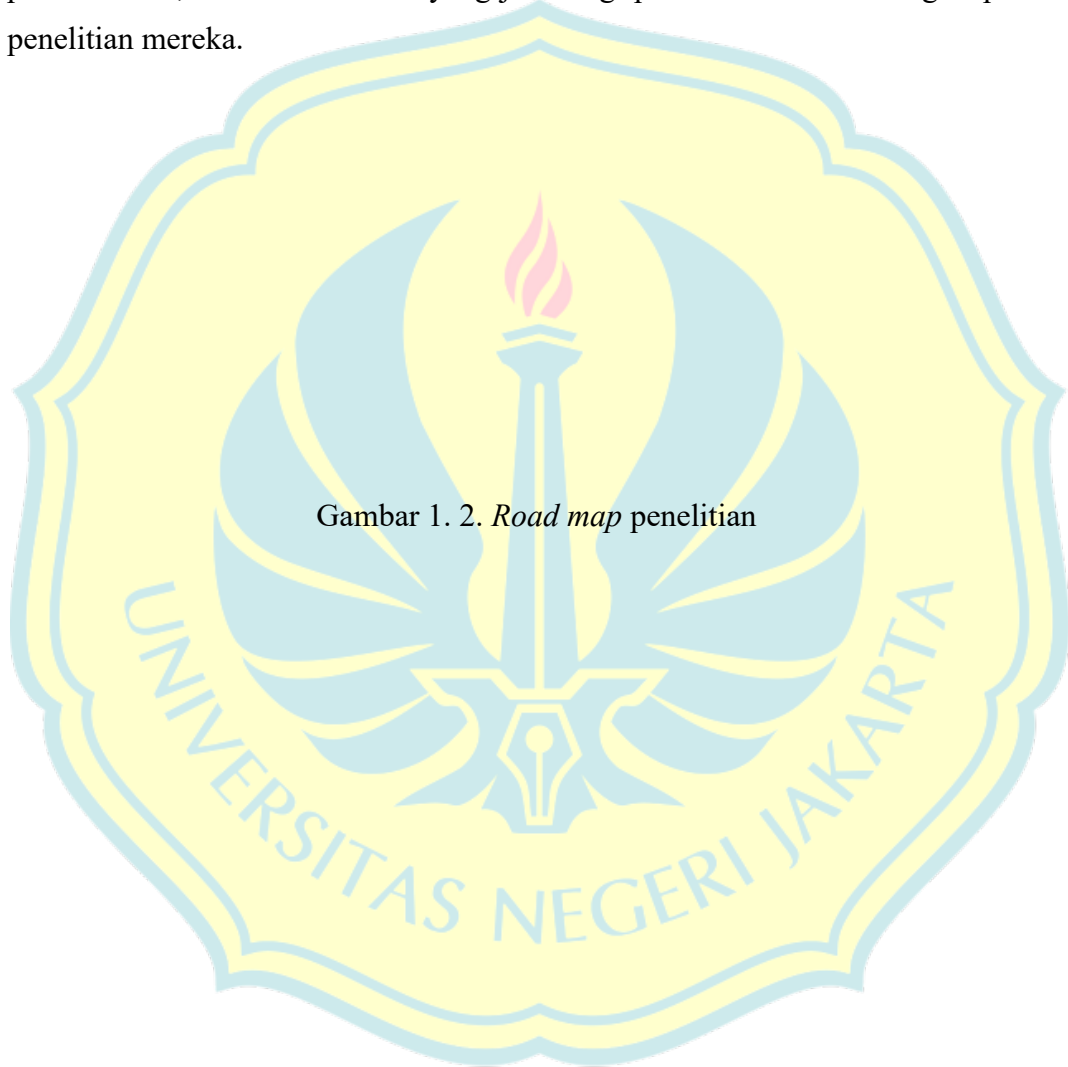 penelitian mereka.
Gambar 1. 2. Road map penelitian
UNIVERSITAS NEGERI JAKARTA